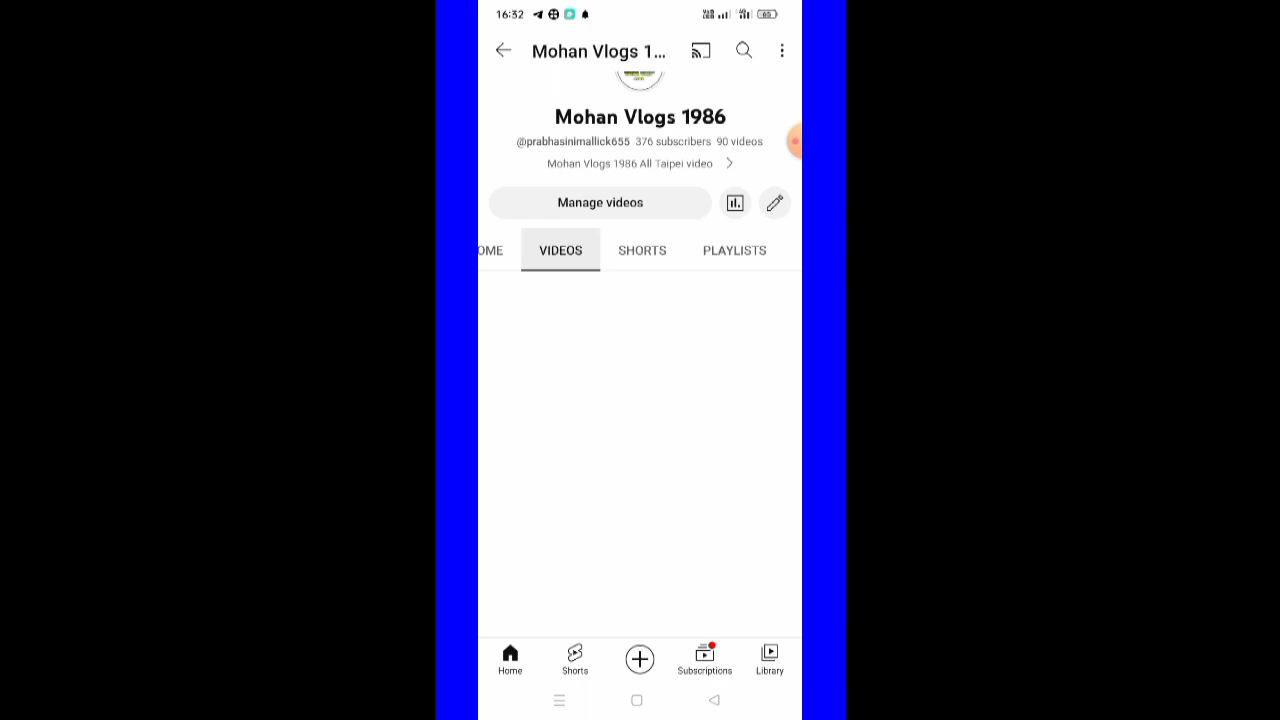 16:32
65
Mohan Vlogs 1...
Mohan Vlogs 1986
@prabhasinimallick655 376 subscribers 90 videos
Mohan Vlogs 1986 All Taipei video
Manage videos
OME VIDEOS SHORTS PLAYLISTS
Home Shorts Subscriptions Library